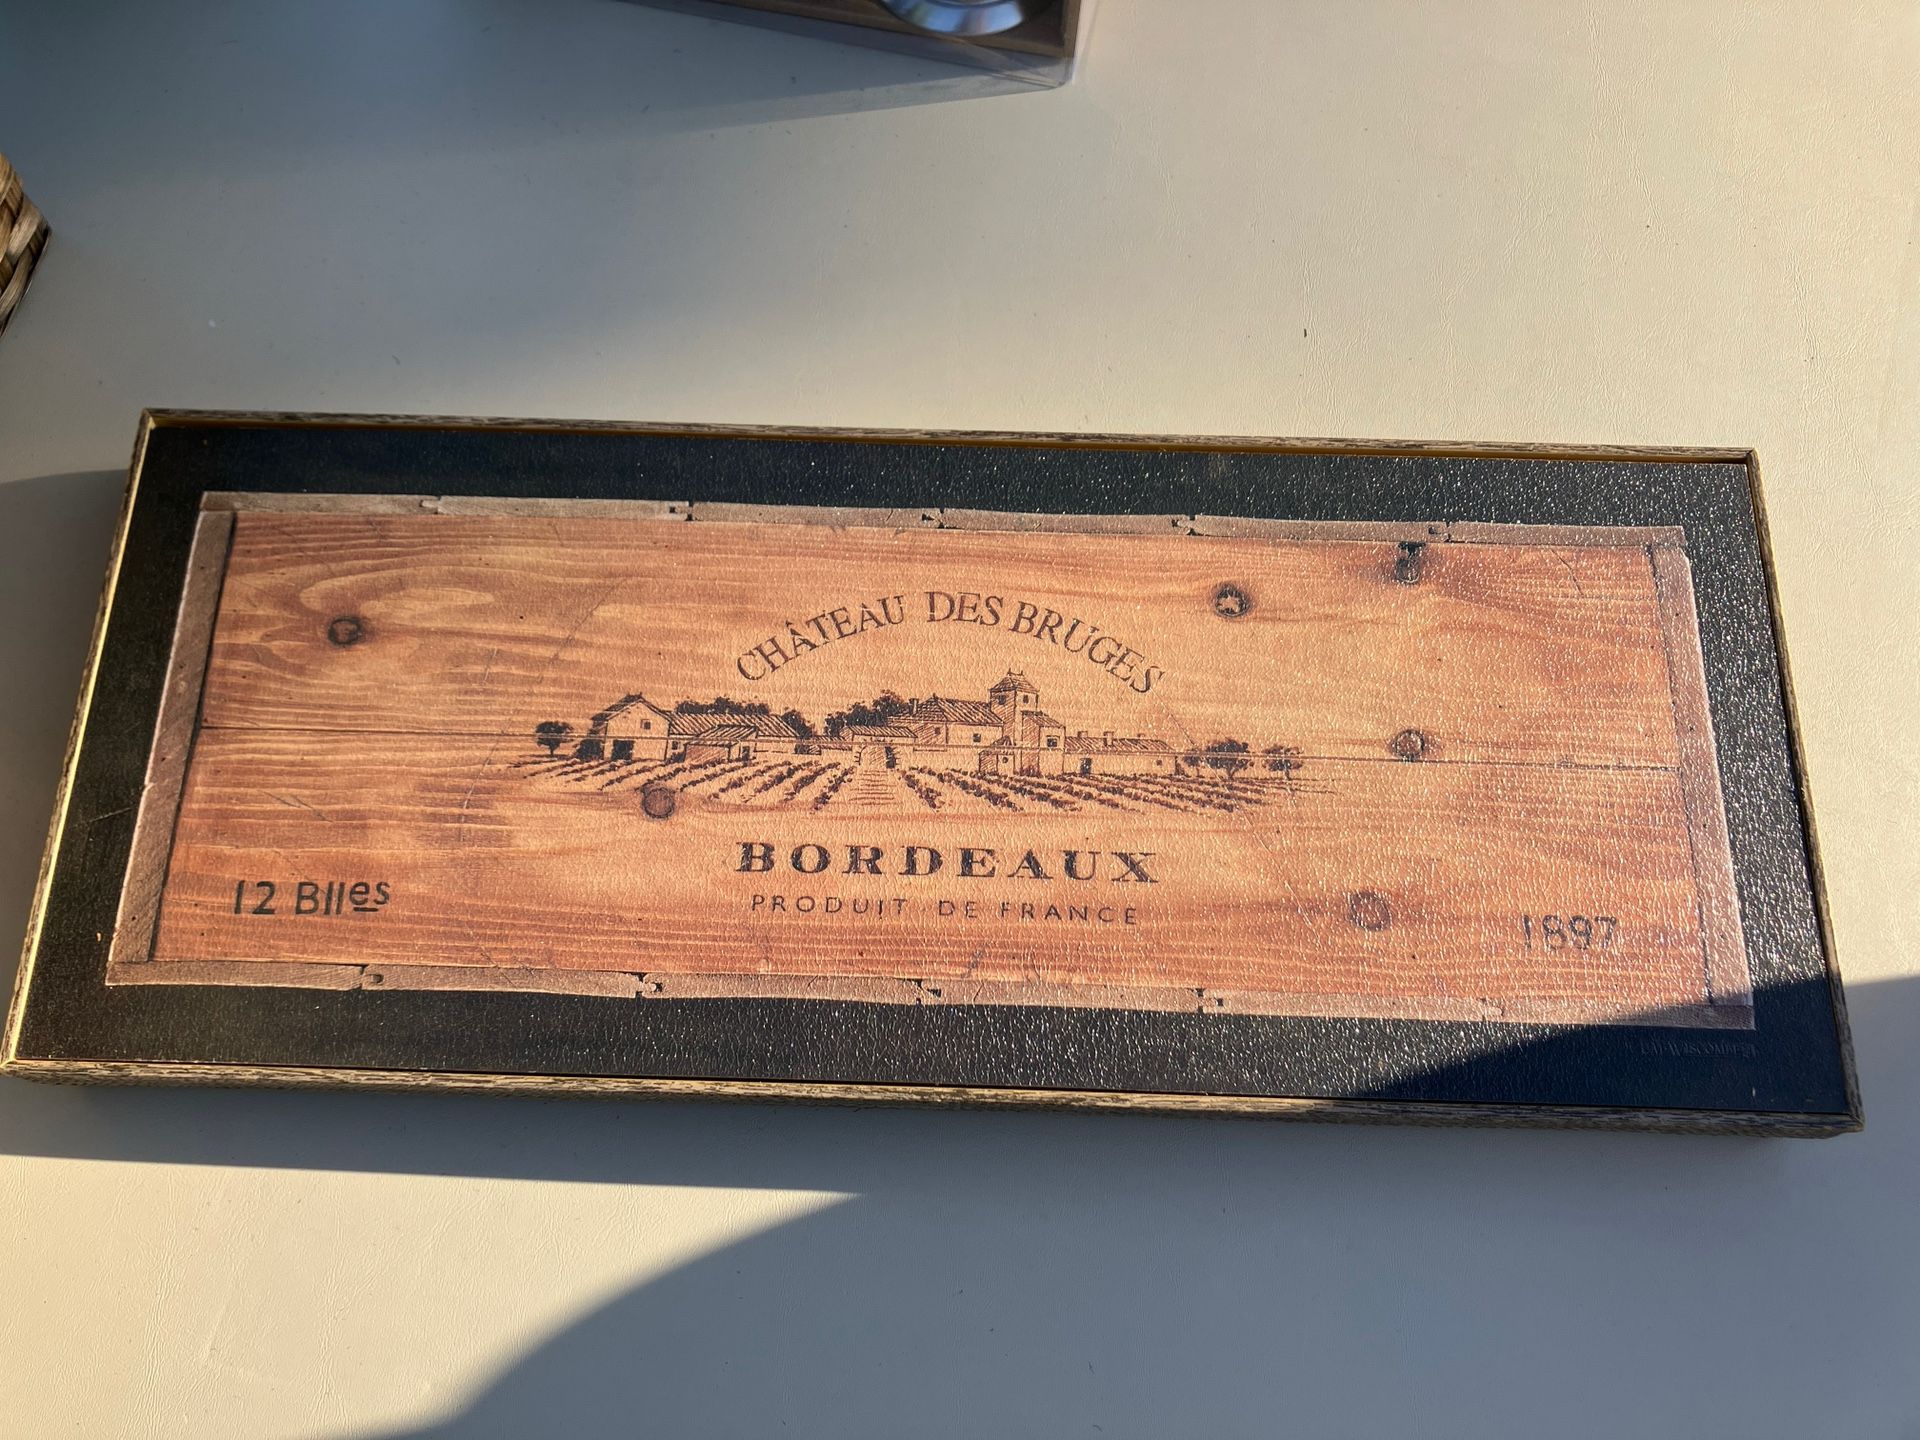 CHÂTEAU DES BRUGES
BORDEAUX
PRODUIT DE FRANCE
12 Blles
1897